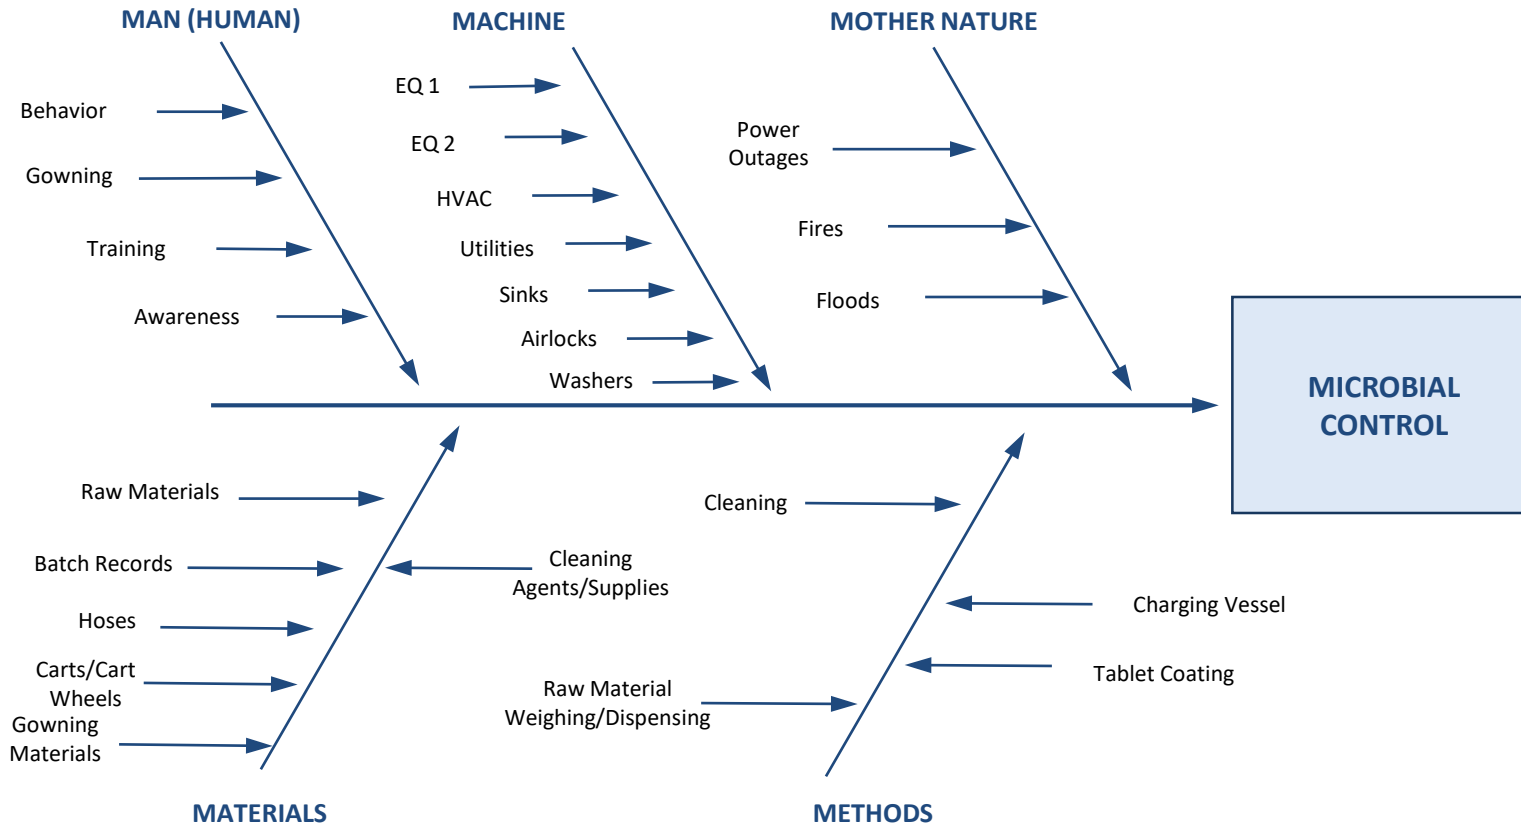 MAN (HUMAN)
MACHINE
MOTHER NATURE
Behavior
Gowning
Training
Awareness
EQ 1
EQ 2
HVAC
Utilities
Sinks
Airlocks
Washers
Power
Outages
Fires
Floods
MICROBIAL
CONTROL
Raw Materials
Batch Records
Hoses
Carts/Cart
Wheels
Gowning
Materials
Cleaning
Agents/Supplies
Cleaning
Charging Vessel
Tablet Coating
Raw Material
Weighing/Dispensing
MATERIALS
METHODS